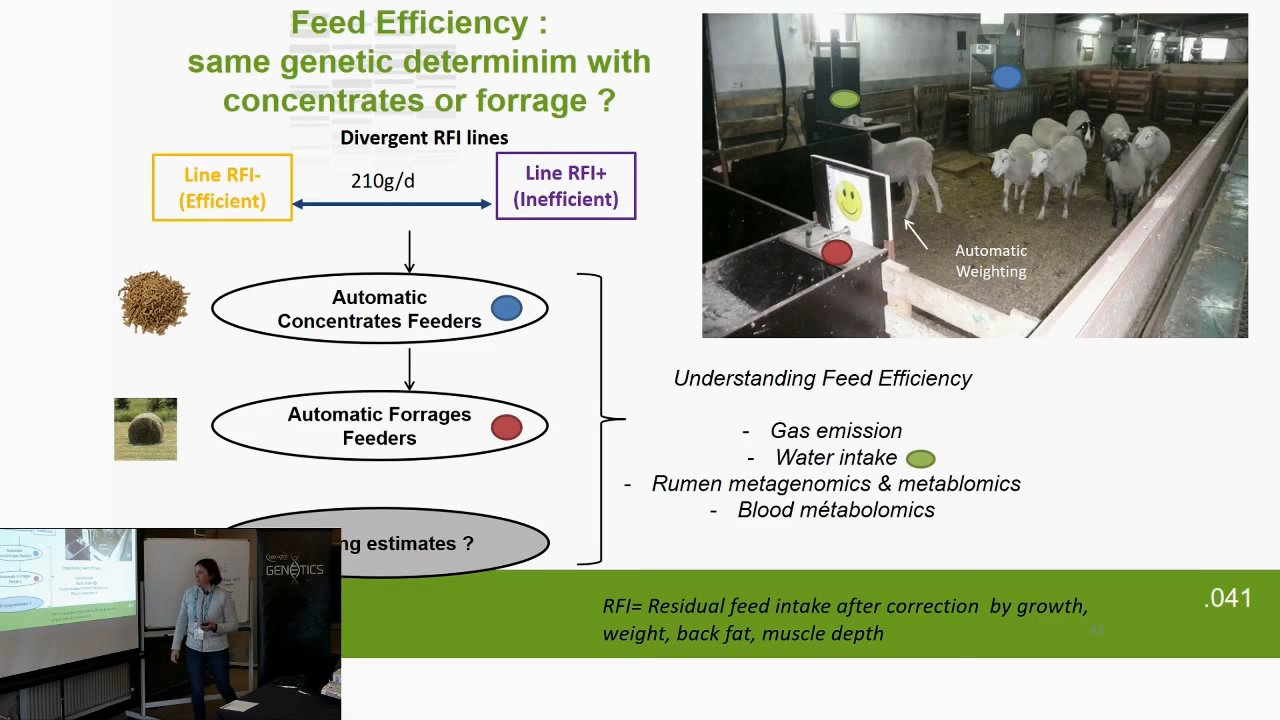 Feed Efficiency :
same genetic determinim with
concentrates or forrage ?
Divergent RFI lines
Line RFI-
(Efficient)
210g/d
Line RFI+
(Inefficient)
Automatic
Concentrates Feeders
Automatic Forrages
Feeders
ng estimates ?
Automatic
Weighting
Understanding Feed Efficiency
- Gas emission
- Water intake
- Rumen metagenomics & metablomics
- Blood métabolomics
RFI= Residual feed intake after correction by growth,
weight, back fat, muscle depth
.041
41
GENETICS